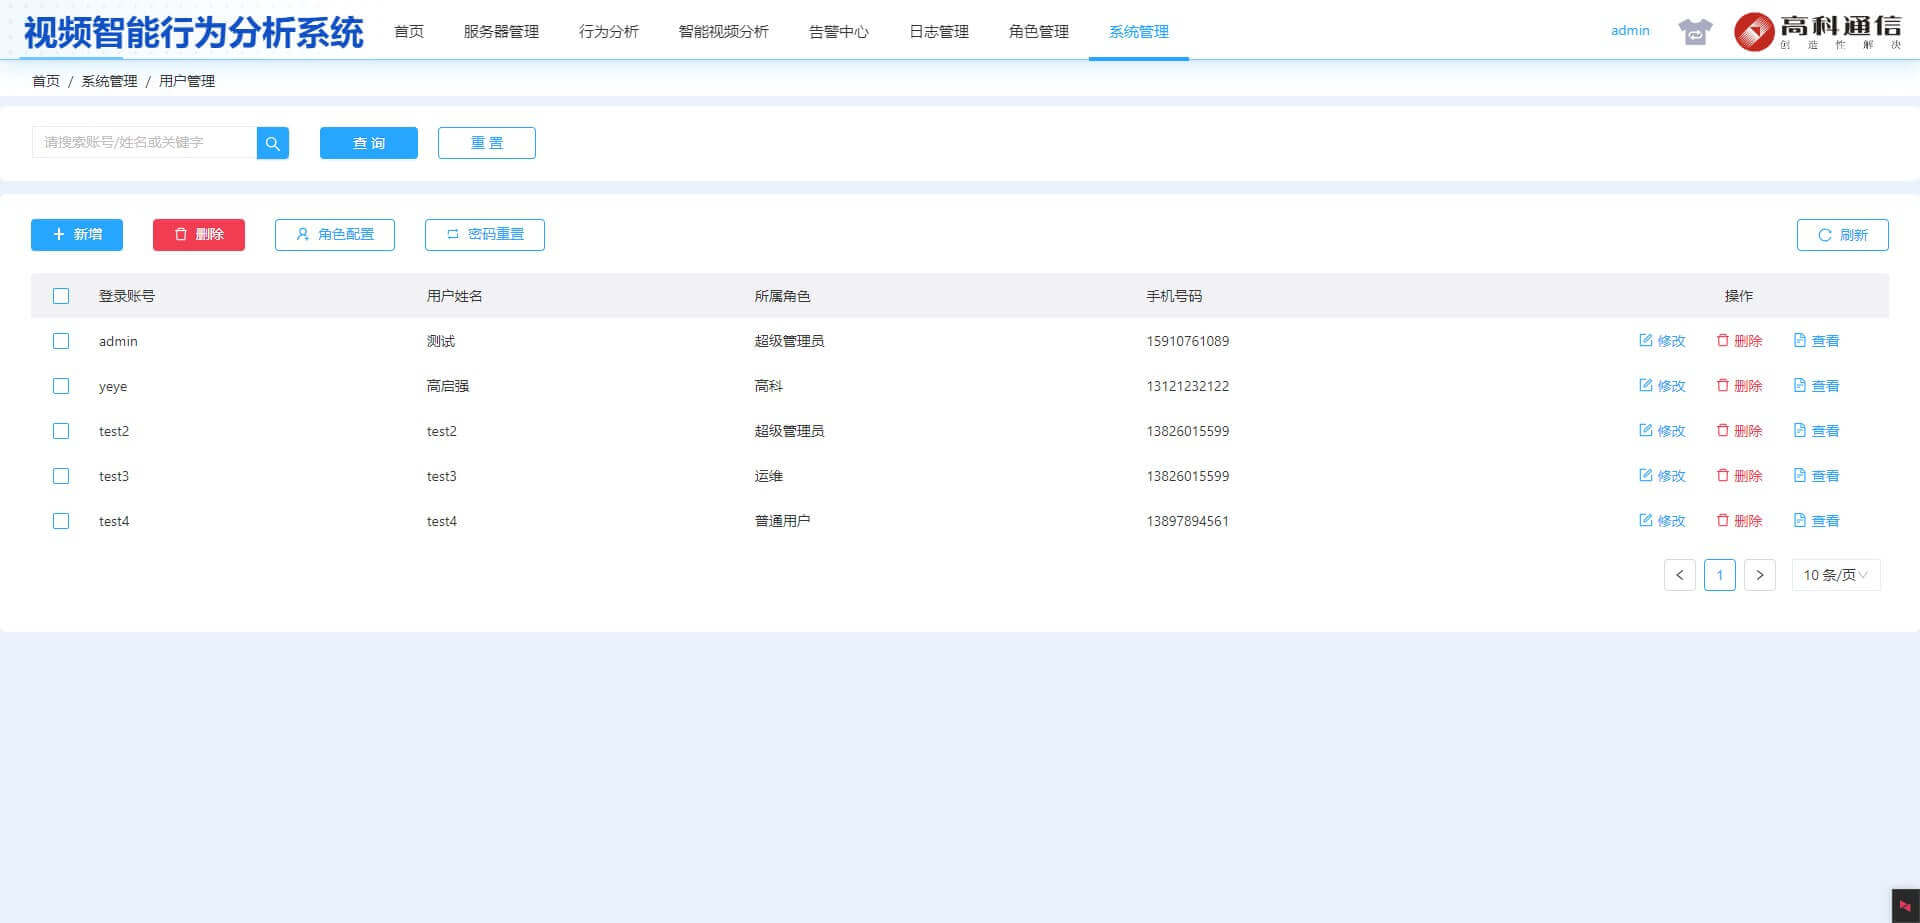 视频智能行为分析系统 首页 服务器管理 行为分析 智能视频分析 告警中心 日志管理 角色管理 系统管理 admin 高科通信
创造性解决
首页 / 系统管理 / 用户管理
请搜索账号/姓名或关键字 查询 重置
新增 删除 角色配置 密码重置 刷新
登录账号 用户姓名 所属角色 手机号码 操作
admin 测试 超级管理员 15910761089 修改 删除 查看
yeye 高启强 高科 13121232122 修改 删除 查看
test2 test2 超级管理员 13826015599 修改 删除 查看
test3 test3 运维 13826015599 修改 删除 查看
test4 test4 普通用户 13897894561 修改 删除 查看
< 1 > 10 条/页